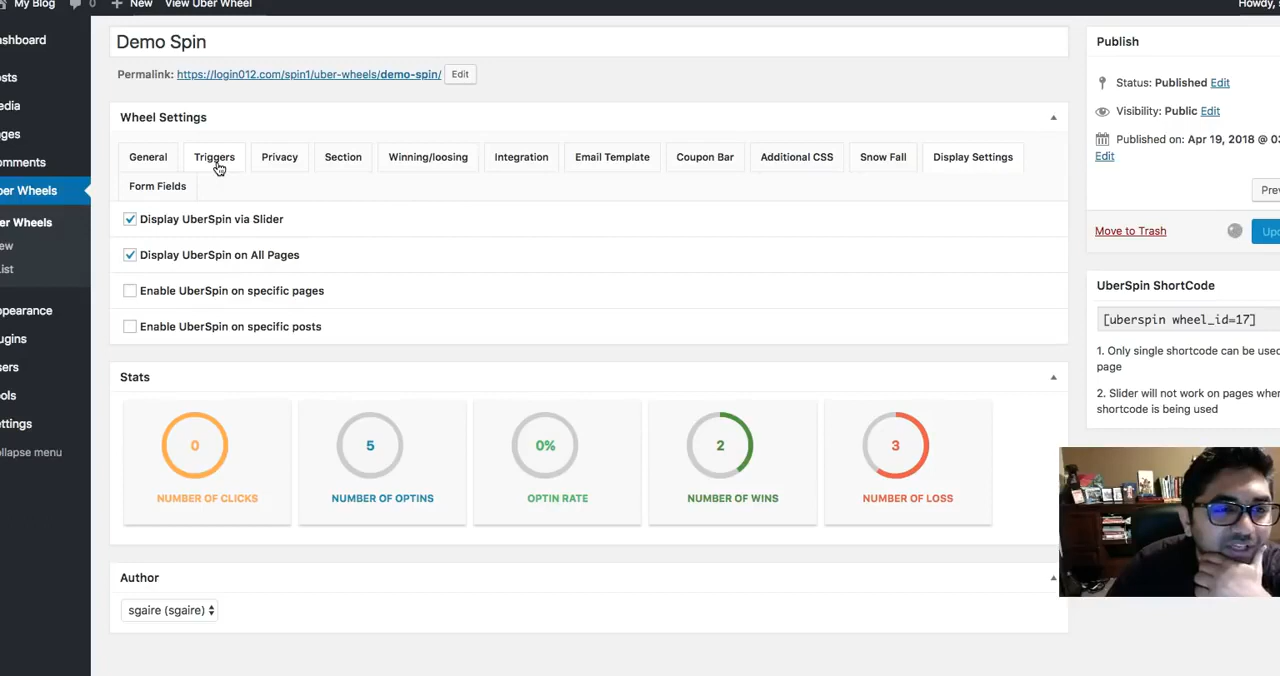 My Blog 0 New View Uber Wheel Howdy, s
ashboard
osts
edia
ages
omments
ber Wheels
er Wheels
ew
ist
ppearance
ugins
sers
ools
ettings
ollapse menu
Demo Spin
Permalink: https://login012.com/spin1/uber-wheels/demo-spin/ Edit
Wheel Settings
General Triggers Privacy Section Winning/loosing Integration Email Template Coupon Bar Additional CSS Snow Fall Display Settings
Form Fields
Display UberSpin via Slider
Display UberSpin on All Pages
Enable UberSpin on specific pages
Enable UberSpin on specific posts
Stats
0 5 0% 2 3
NUMBER OF CLICKS NUMBER OF OPTINS OPTIN RATE NUMBER OF WINS NUMBER OF LOSS
Author
sgaire (sgaire)
Publish
Status: Published Edit
Visibility: Public Edit
Published on: Apr 19, 2018 @ 03
Edit
Prev
Move to Trash Upd
UberSpin ShortCode
[uberspin wheel_id=17]
1. Only single shortcode can be used
page
2. Slider will not work on pages wher
shortcode is being used